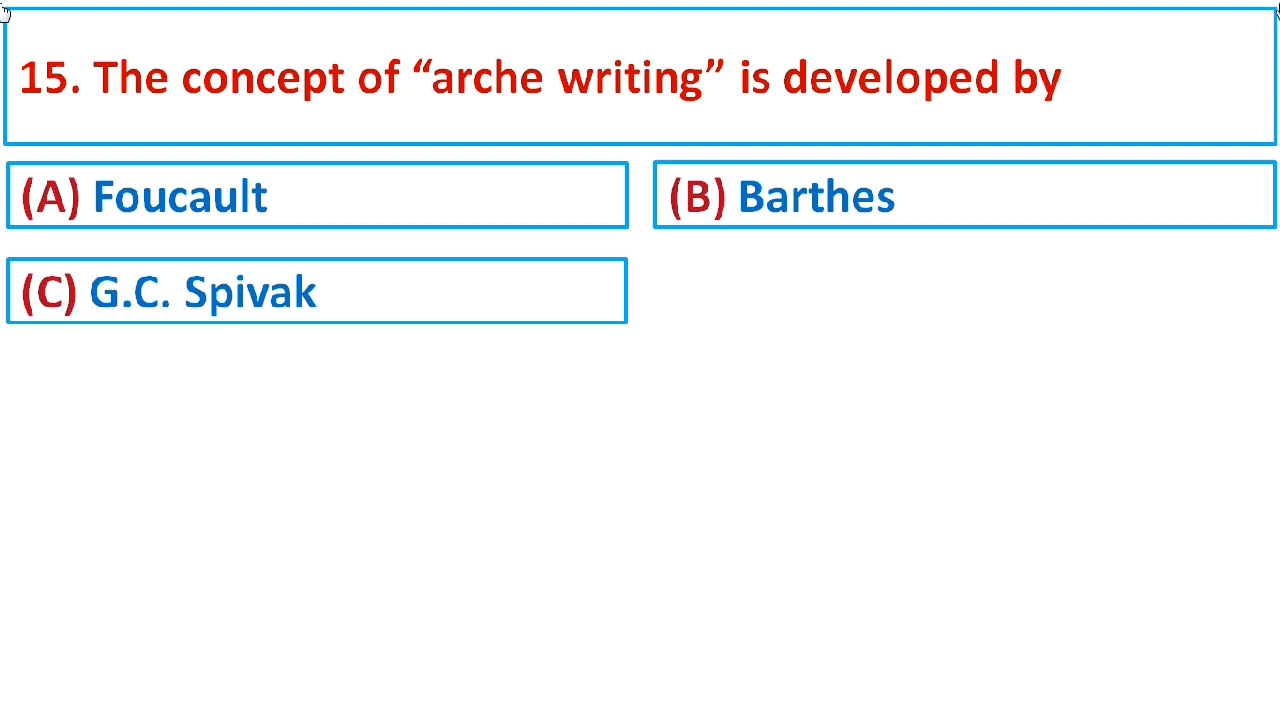 15. The concept of “arche writing” is developed by
(A) Foucault
(B) Barthes
(C) G.C. Spivak